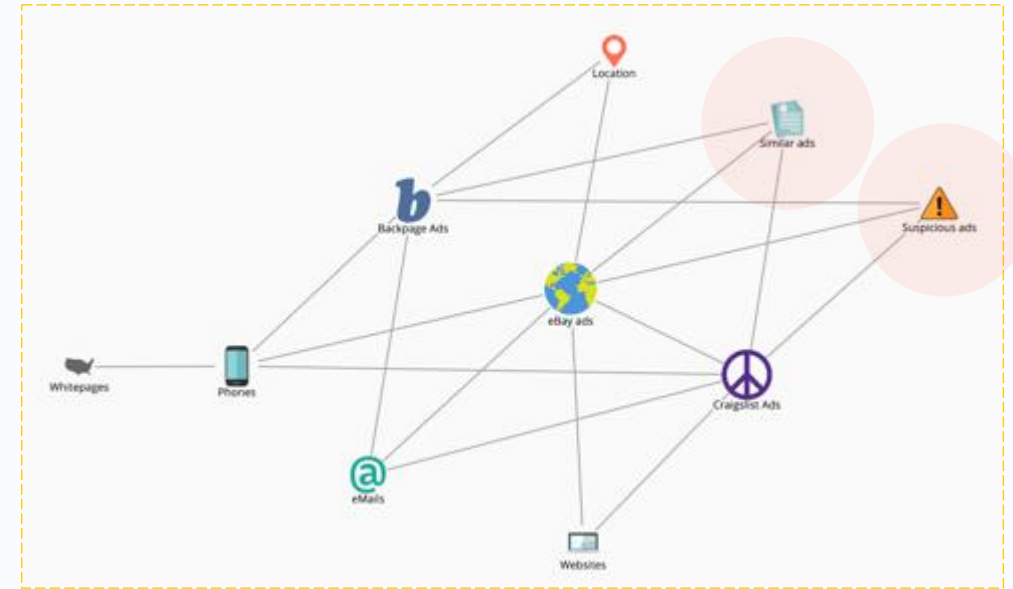 Location
Similar ads
Backpage Ads
Suspicious ads
eBay ads
Whitepages
Phones
Craigslist Ads
eMails
Websites